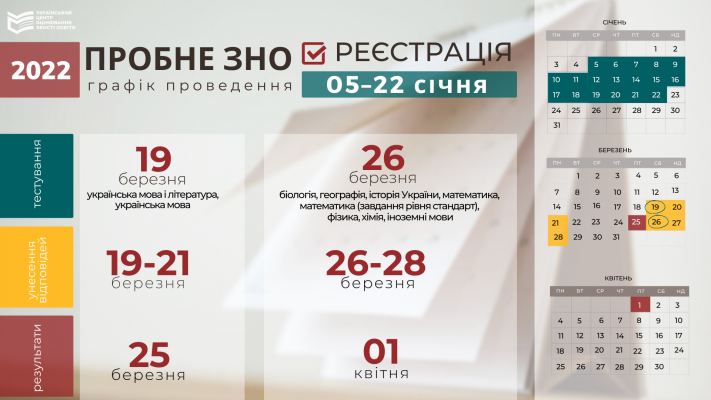 УКРАЇНСЬКИЙ
ЦЕНТР
ОЦІНЮВАННЯ
ЯКОСТІ ОСВІТИ
2022
ПРОБНЕ ЗНО
графік проведення
РЕЄСТРАЦІЯ
05–22 січня
тестування
19
березня
українська мова і література,
українська мова
26
березня
біологія, географія, історія України, математика,
математика (завдання рівня стандарт),
фізика, хімія, іноземні мови
унесення
відповідей
19-21
березня
26-28
березня
результати
25
березня
01
квітня
СІЧЕНЬ
ПН ВТ СР ЧТ ПТ СБ НД
1 2
3 4 5 6 7 8 9
10 11 12 13 14 15 16
17 18 19 20 21 22 23
24 25 26 27 28 29 30
31
БЕРЕЗЕНЬ
ПН ВТ СР ЧТ ПТ СБ НД
1 2 3 4 5 6
7 8 9 10 11 12 13
14 15 16 17 18 19 20
21 22 23 24 25 26 27
28 29 30 31
КВІТЕНЬ
ПН ВТ СР ЧТ ПТ СБ НД
1 2 3
4 5 6 7 8 9 10
11 12 13 14 15 16 17
18 19 20 21 22 23 24
25 26 27 28 29 30